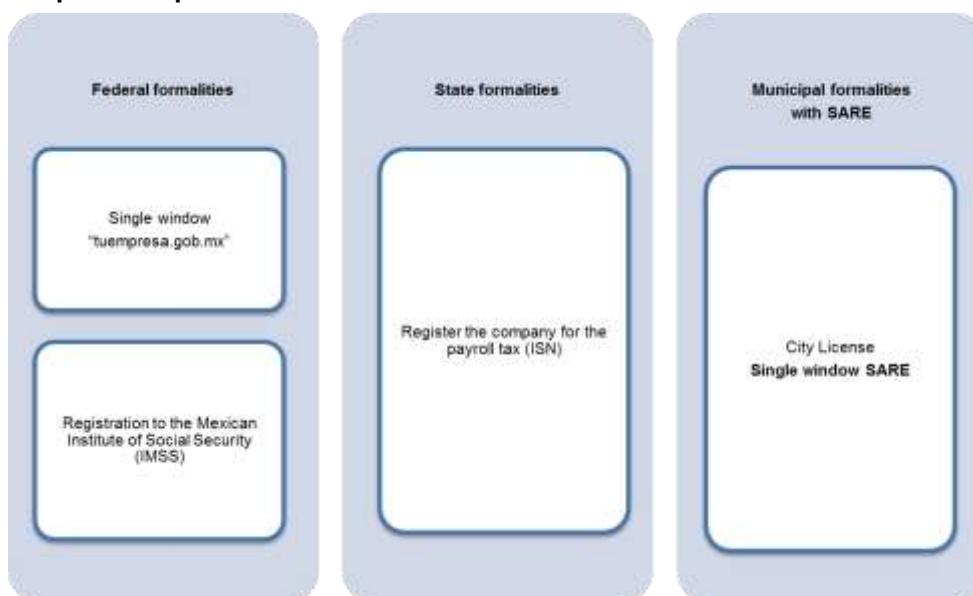 Federal formalities
Single window
"tuempresa.gob.mx"
Registration to the Mexican
Institute of Social Security
(IMSS)
State formalities
Register the company for the
payroll tax (ISN)
Municipal formalities
with SARE
City License
Single window SARE